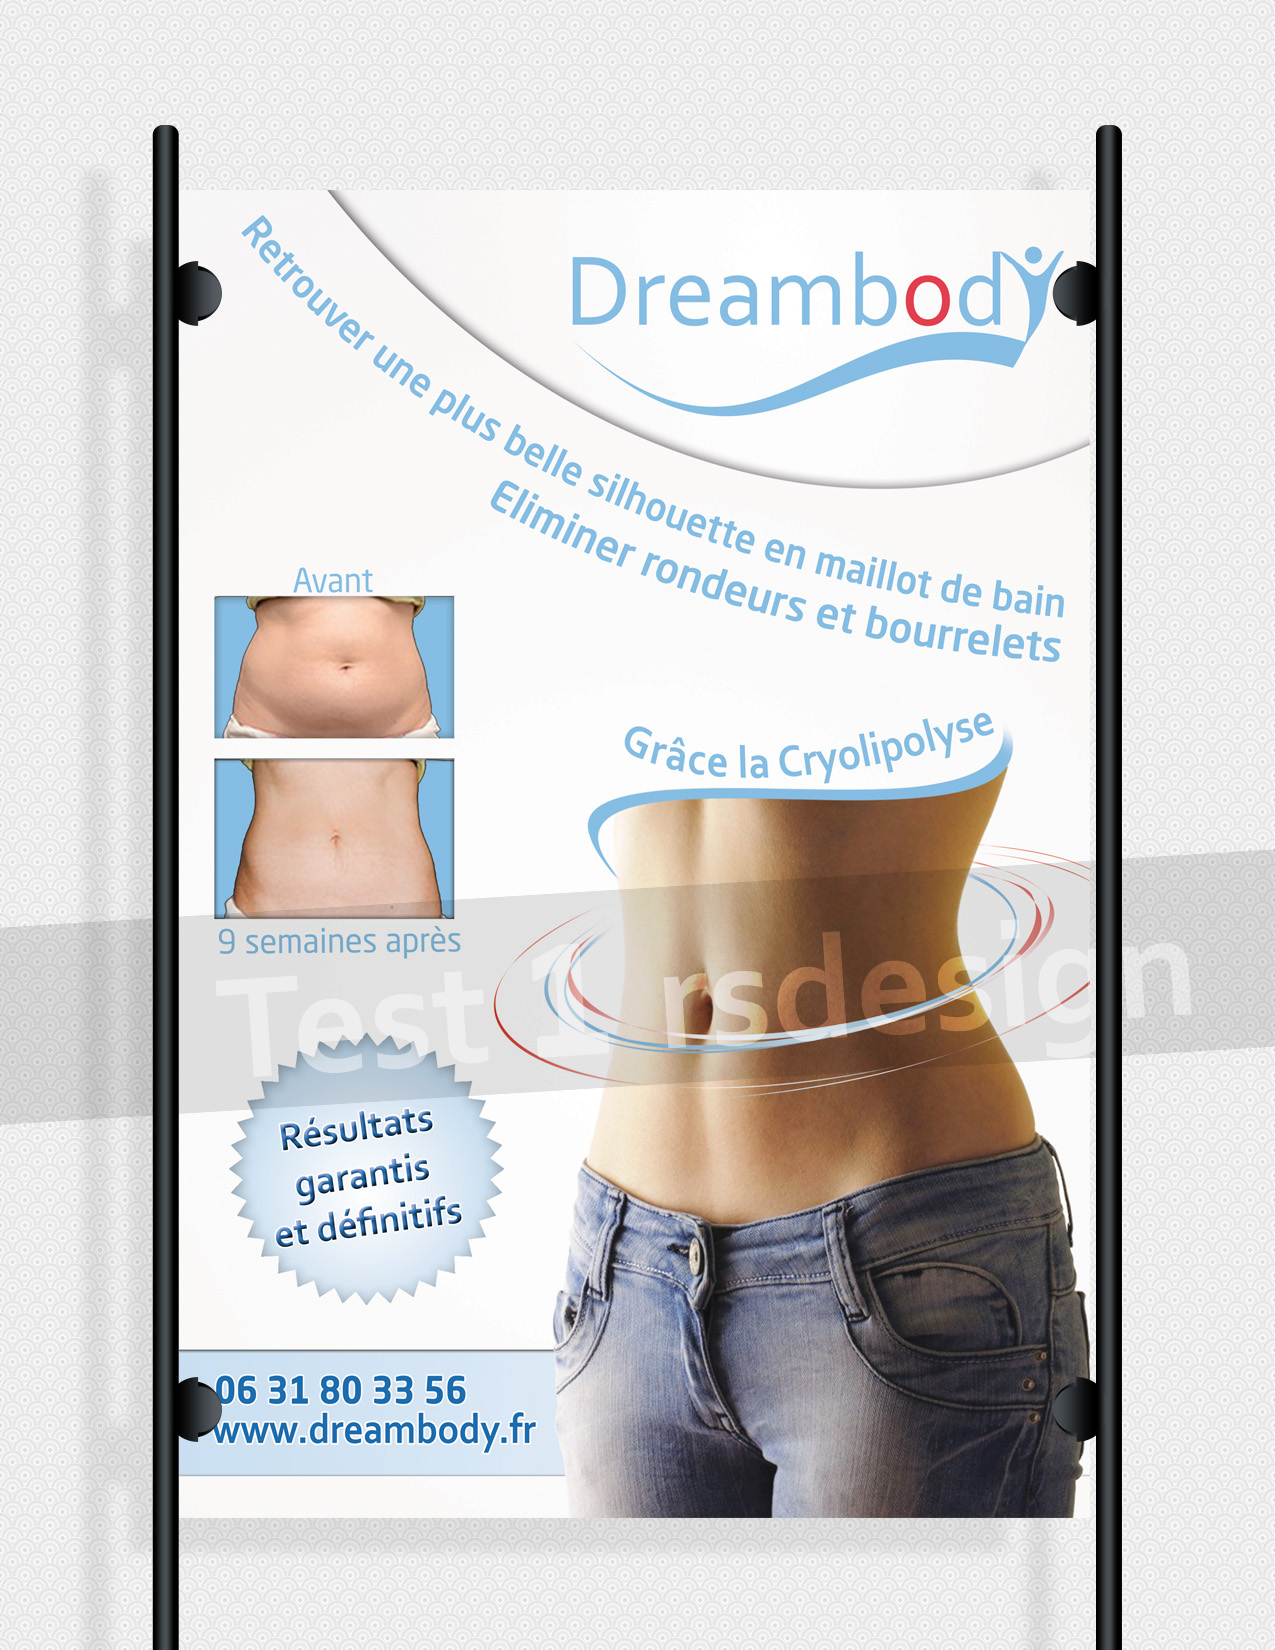 Dreambody
Retrouver une plus belle silhouette en maillot de bain
Eliminer rondeurs et bourrelets
Avant
Grâce la Cryolipolyse
9 semaines après
Test 1 rsdesign
Résultats
garantis
et définitifs
06 31 80 33 56
www.dreambody.fr